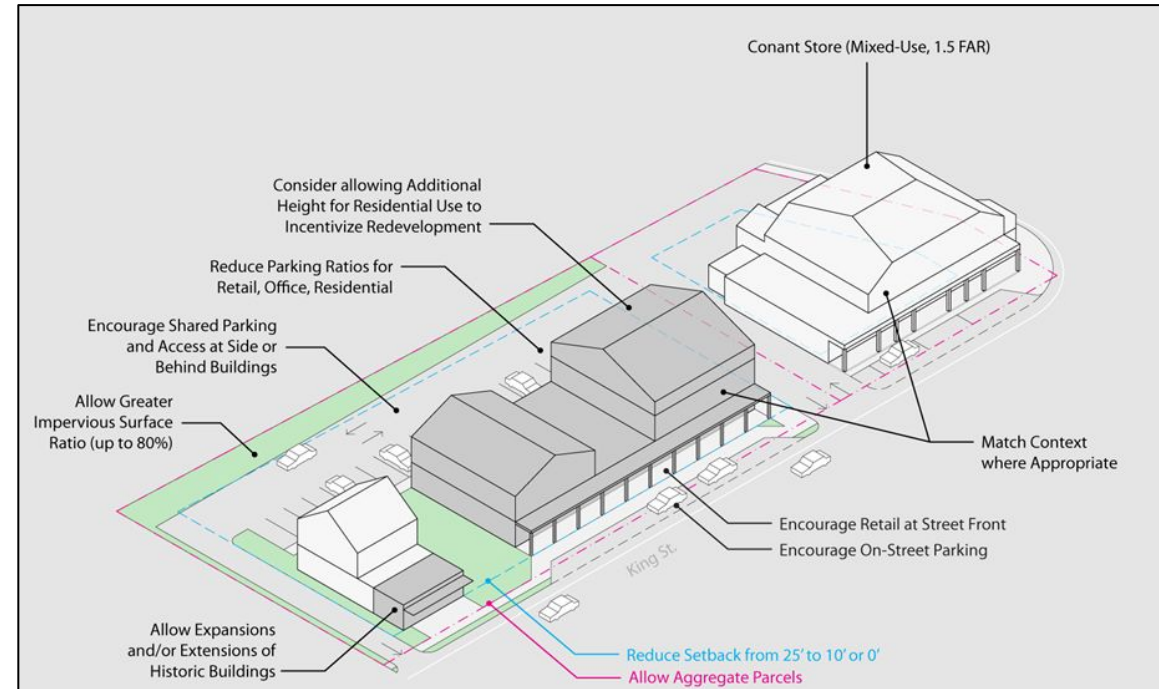 Conant Store (Mixed-Use, 1.5 FAR)
Consider allowing Additional
Height for Residential Use to
Incentivize Redevelopment
Reduce Parking Ratios for
Retail, Office, Residential
Encourage Shared Parking
and Access at Side or
Behind Buildings
Allow Greater
Impervious Surface
Ratio (up to 80%)
Match Context
where Appropriate
Encourage Retail at Street Front
Encourage On-Street Parking
King St.
Allow Expansions
and/or Extensions of
Historic Buildings
Reduce Setback from 25' to 10' or 0'
Allow Aggregate Parcels